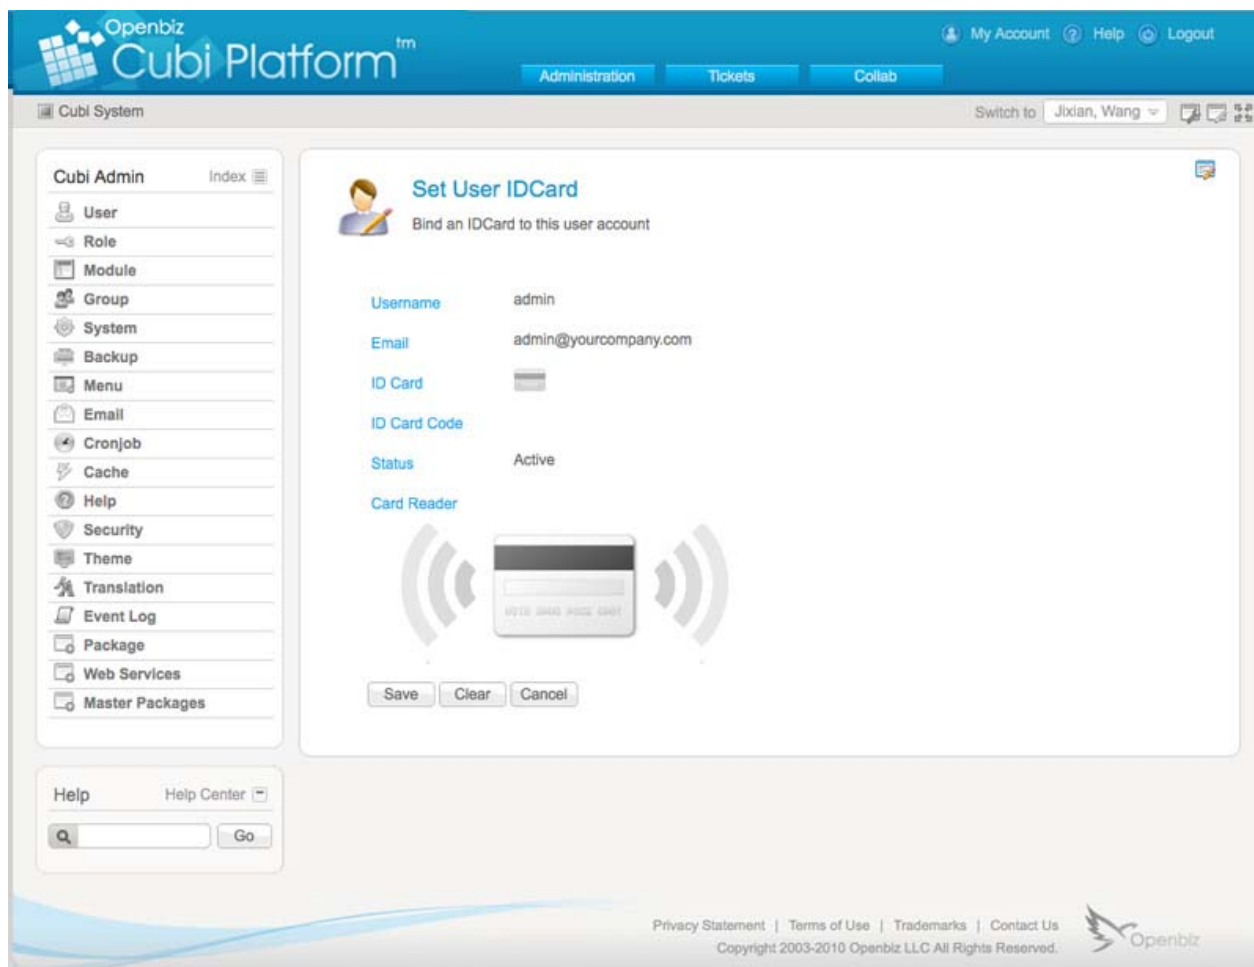 Openbiz
Cubi Platform™
My Account Help Logout
Administration Tickets Collab
Cubi System
Switch to Jixian, Wang
Cubi Admin Index
User
Role
Module
Group
System
Backup
Menu
Email
Cronjob
Cache
Help
Security
Theme
Translation
Event Log
Package
Web Services
Master Packages
Set User IDCard
Bind an IDCard to this user account
Username admin
Email admin@yourcompany.com
ID Card
ID Card Code
Status Active
Card Reader
Save Clear Cancel
Help Help Center
Go
Privacy Statement | Terms of Use | Trademarks | Contact Us
Copyright 2003-2010 Openbiz LLC All Rights Reserved.
Openbiz